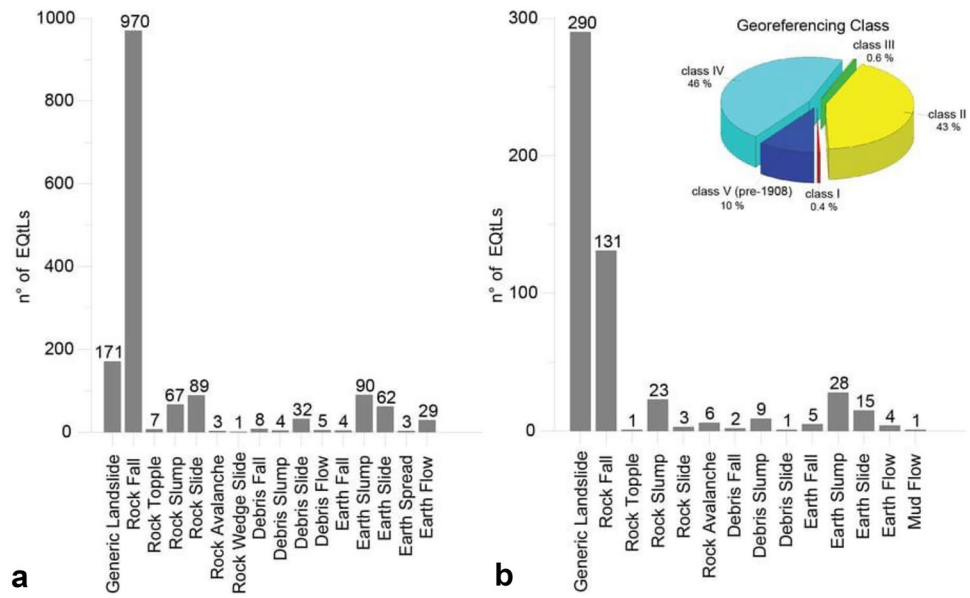 1000
800
600
400
200
0
n° of EQtLs
970
171
7
67
89
3
1
8
4
32
5
4
90
62
3
29
Generic Landslide
Rock Fall
Rock Topple
Rock Slump
Rock Slide
Rock Avalanche
Rock Wedge Slide
Debris Fall
Debris Slump
Debris Slide
Debris Flow
Earth Fall
Earth Slump
Earth Slide
Earth Spread
Earth Flow
a
300
200
100
0
n° of EQtLs
290
131
1
23
3
6
2
9
1
5
28
15
4
1
Generic Landslide
Rock Fall
Rock Topple
Rock Slump
Rock Slide
Rock Avalanche
Debris Fall
Debris Slump
Debris Slide
Earth Fall
Earth Slump
Earth Slide
Earth Flow
Mud Flow
b
Georeferencing Class
class III
0.6 %
class IV
46 %
class II
43 %
class V (pre-1908)
10 %
class I
0.4 %